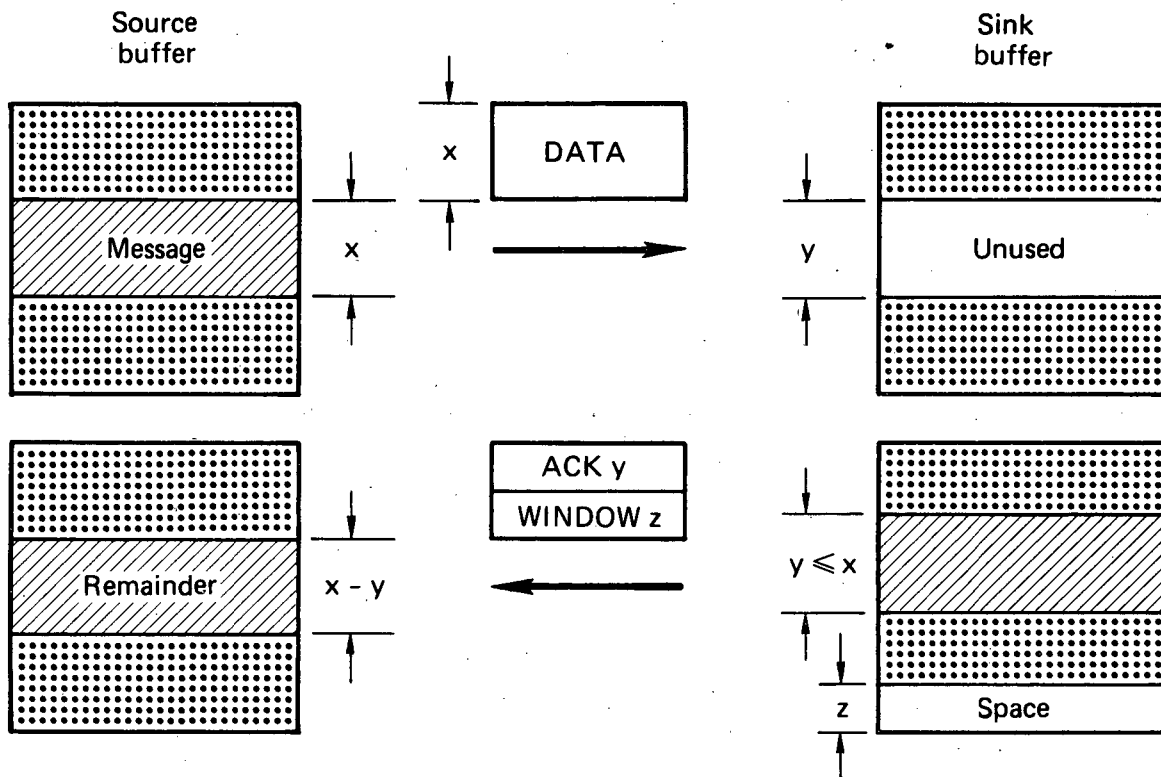 Source
buffer
Sink
buffer
x
DATA
Message
x
y
Unused
ACK y
WINDOW z
Remainder
x - y
y ⩽ x
z
Space